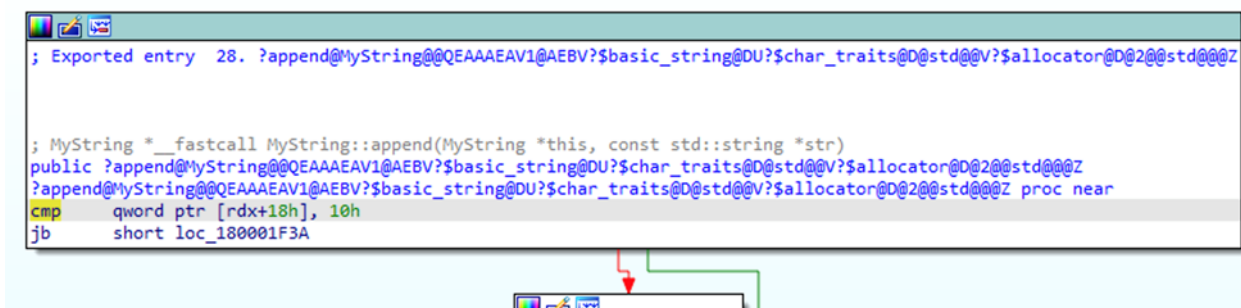 ; Exported entry  28. ?append@MyString@@QEAAAEAV1@AEBV?$basic_string@DU?$char_traits@D@std@@V?$allocator@D@2@@std@@@Z
; MyString *__fastcall MyString::append(MyString *this, const std::string *str)
public ?append@MyString@@QEAAAEAV1@AEBV?$basic_string@DU?$char_traits@D@std@@V?$allocator@D@2@@std@@@Z
?append@MyString@@QEAAAEAV1@AEBV?$basic_string@DU?$char_traits@D@std@@V?$allocator@D@2@@std@@@Z proc near
cmp     qword ptr [rdx+18h], 10h
jb      short loc_180001F3A